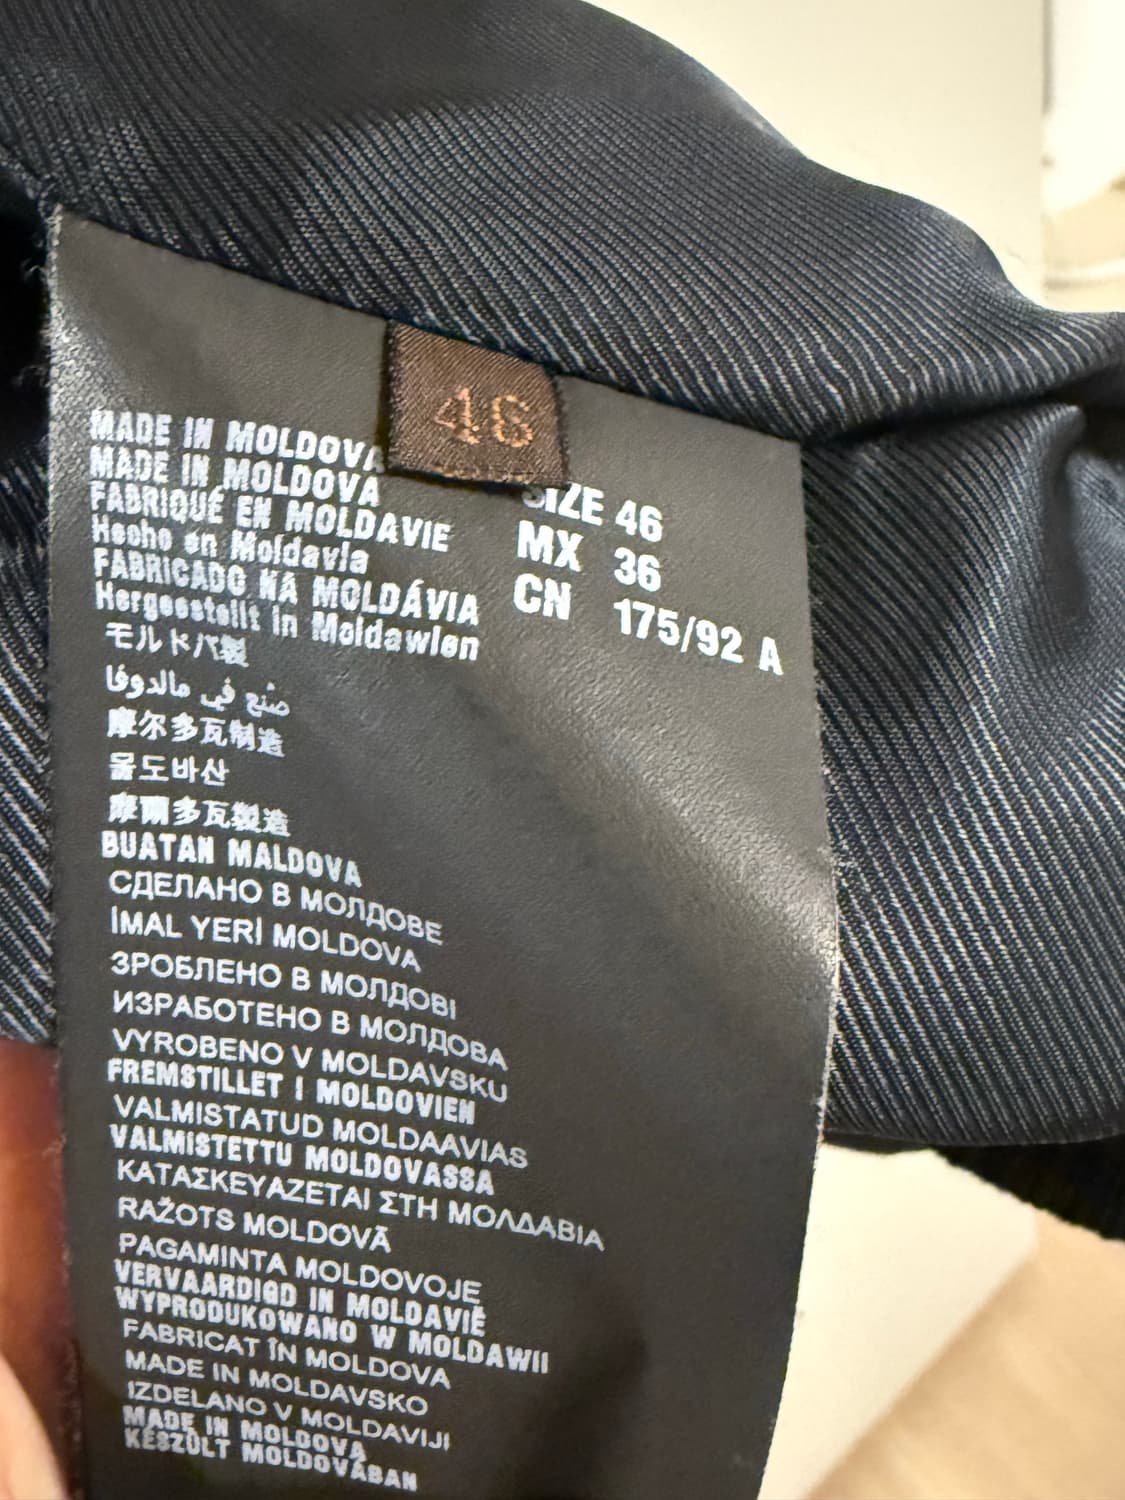 46
MADE IN MOLDOVA
MADE IN MOLDOVA
FABRIQUÉ EN MOLDAVIE
Hecho en Moldavia
FABRICADO NA MOLDÁVIA
Hergesstellt in Moldawien
モルドバ製
صنع في مالدوفا
摩尔多瓦制造
몰도바산
摩爾多瓦製造
BUATAN MALDOVA
СДЕЛАНО В МОЛДОВЕ
İMAL YERİ MOLDOVA
ЗРОБЛЕНО В МОЛДОВІ
ИЗРАБОТЕНО В МОЛДОВА
VYROBENO V MOLDAVSKU
FREMSTILLET I MOLDOVIEN
VALMISTATUD MOLDAAVIAS
VALMISTETTU MOLDOVASSA
ΚΑΤΑΣΚΕΥΑΖΕΤΑΙ ΣΤΗ ΜΟΛΔΑΒΙΑ
RAŽOTS MOLDOVĀ
PAGAMINTA MOLDOVOJE
VERVAARDIGD IN MOLDAVIË
WYPRODUKOWANO W MOLDAWII
FABRICAT ÎN MOLDOVA
MADE IN MOLDAVSKO
IZDELANO V MOLDAVIJI
MADE IN MOLDOVA
KÉSZÜLT MOLDOVÁBAN
SIZE 46
MX 36
CN 175/92 A